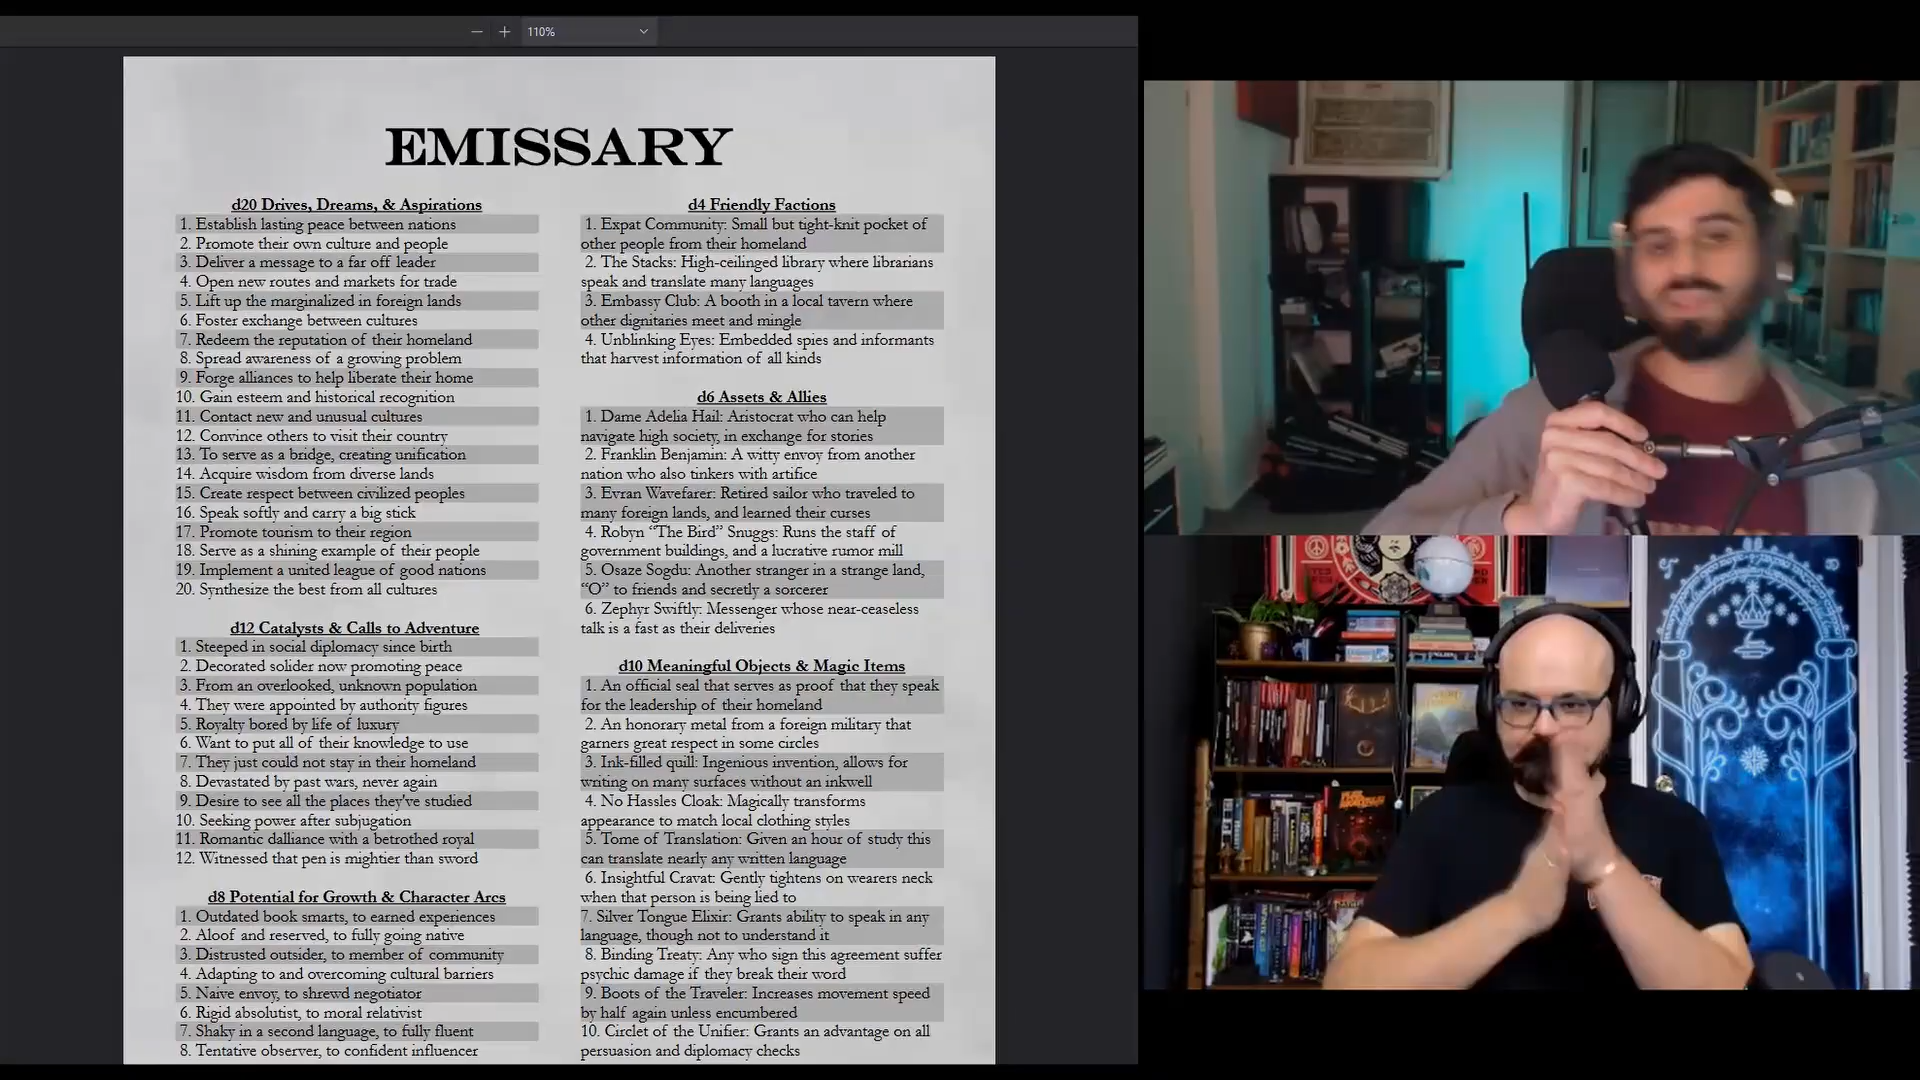 110%
EMISSARY
d20 Drives, Dreams, & Aspirations
1. Establish lasting peace between nations
2. Promote their own culture and people
3. Deliver a message to a far off leader
4. Open new routes and markets for trade
5. Lift up the marginalized in foreign lands
6. Foster exchange between cultures
7. Redeem the reputation of their homeland
8. Spread awareness of a growing problem
9. Forge alliances to help liberate their home
10. Gain esteem and historical recognition
11. Contact new and unusual cultures
12. Convince others to visit their country
13. To serve as a bridge, creating unification
14. Acquire wisdom from diverse lands
15. Create respect between civilized peoples
16. Speak softly and carry a big stick
17. Promote tourism to their region
18. Serve as a shining example of their people
19. Implement a united league of good nations
20. Synthesize the best from all cultures
d12 Catalysts & Calls to Adventure
1. Steeped in social diplomacy since birth
2. Decorated solider now promoting peace
3. From an overlooked, unknown population
4. They were appointed by authority figures
5. Royalty bored by life of luxury
6. Want to put all of their knowledge to use
7. They just could not stay in their homeland
8. Devastated by past wars, never again
9. Desire to see all the places they've studied
10. Seeking power after subjugation
11. Romantic dalliance with a betrothed royal
12. Witnessed that pen is mightier than sword
d8 Potential for Growth & Character Arcs
1. Outdated book smarts, to earned experiences
2. Aloof and reserved, to fully going native
3. Distrusted outsider, to member of community
4. Adapting to and overcoming cultural barriers
5. Naive envoy, to shrewd negotiator
6. Rigid absolutist, to moral relativist
7. Shaky in a second language, to fully fluent
8. Tentative observer, to confident influencer
d4 Friendly Factions
1. Expat Community: Small but tight-knit pocket of
other people from their homeland
2. The Stacks: High-ceilinged library where librarians
speak and translate many languages
3. Embassy Club: A booth in a local tavern where
other dignitaries meet and mingle
4. Unblinking Eyes: Embedded spies and informants
that harvest information of all kinds
d6 Assets & Allies
1. Dame Adelia Hail: Aristocrat who can help
navigate high society, in exchange for stories
2. Franklin Benjamin: A witty envoy from another
nation who also tinkers with artifice
3. Evran Wavefarer: Retired sailor who traveled to
many foreign lands, and learned their curses
4. Robyn “The Bird” Snuggs: Runs the staff of
government buildings, and a lucrative rumor mill
5. Osaze Sogdu: Another stranger in a strange land,
“O” to friends and secretly a sorcerer
6. Zephyr Swiftly: Messenger whose near-ceaseless
talk is a fast as their deliveries
d10 Meaningful Objects & Magic Items
1. An official seal that serves as proof that they speak
for the leadership of their homeland
2. An honorary metal from a foreign military that
garners great respect in some circles
3. Ink-filled quill: Ingenious invention, allows for
writing on many surfaces without an inkwell
4. No Hassles Cloak: Magically transforms
appearance to match local clothing styles
5. Tome of Translation: Given an hour of study this
can translate nearly any written language
6. Insightful Cravat: Gently tightens on wearers neck
when that person is being lied to
7. Silver Tongue Elixir: Grants ability to speak in any
language, though not to understand it
8. Binding Treaty: Any who sign this agreement suffer
psychic damage if they break their word
9. Boots of the Traveler: Increases movement speed
by half again unless encumbered
10. Circlet of the Unifier: Grants an advantage on all
persuasion and diplomacy checks